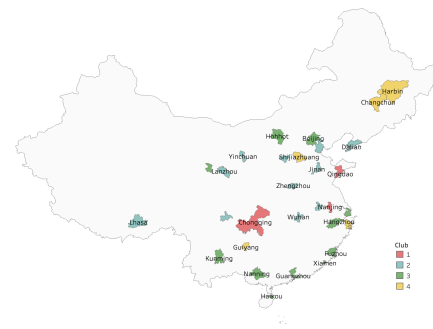 Harbin
Changchun
Hohhot
Beijing
Dalian
Yinchuan
Shijiazhuang
Lanzhou
Jinan
Qingdao
Zhengzhou
Lhasa
Chongqing
Wuhan
Nanjing
Hangzhou
Guiyang
Kunming
Fuzhou
Xiamen
Nanning
Guangzhou
Haikou
Club
1
2
3
4